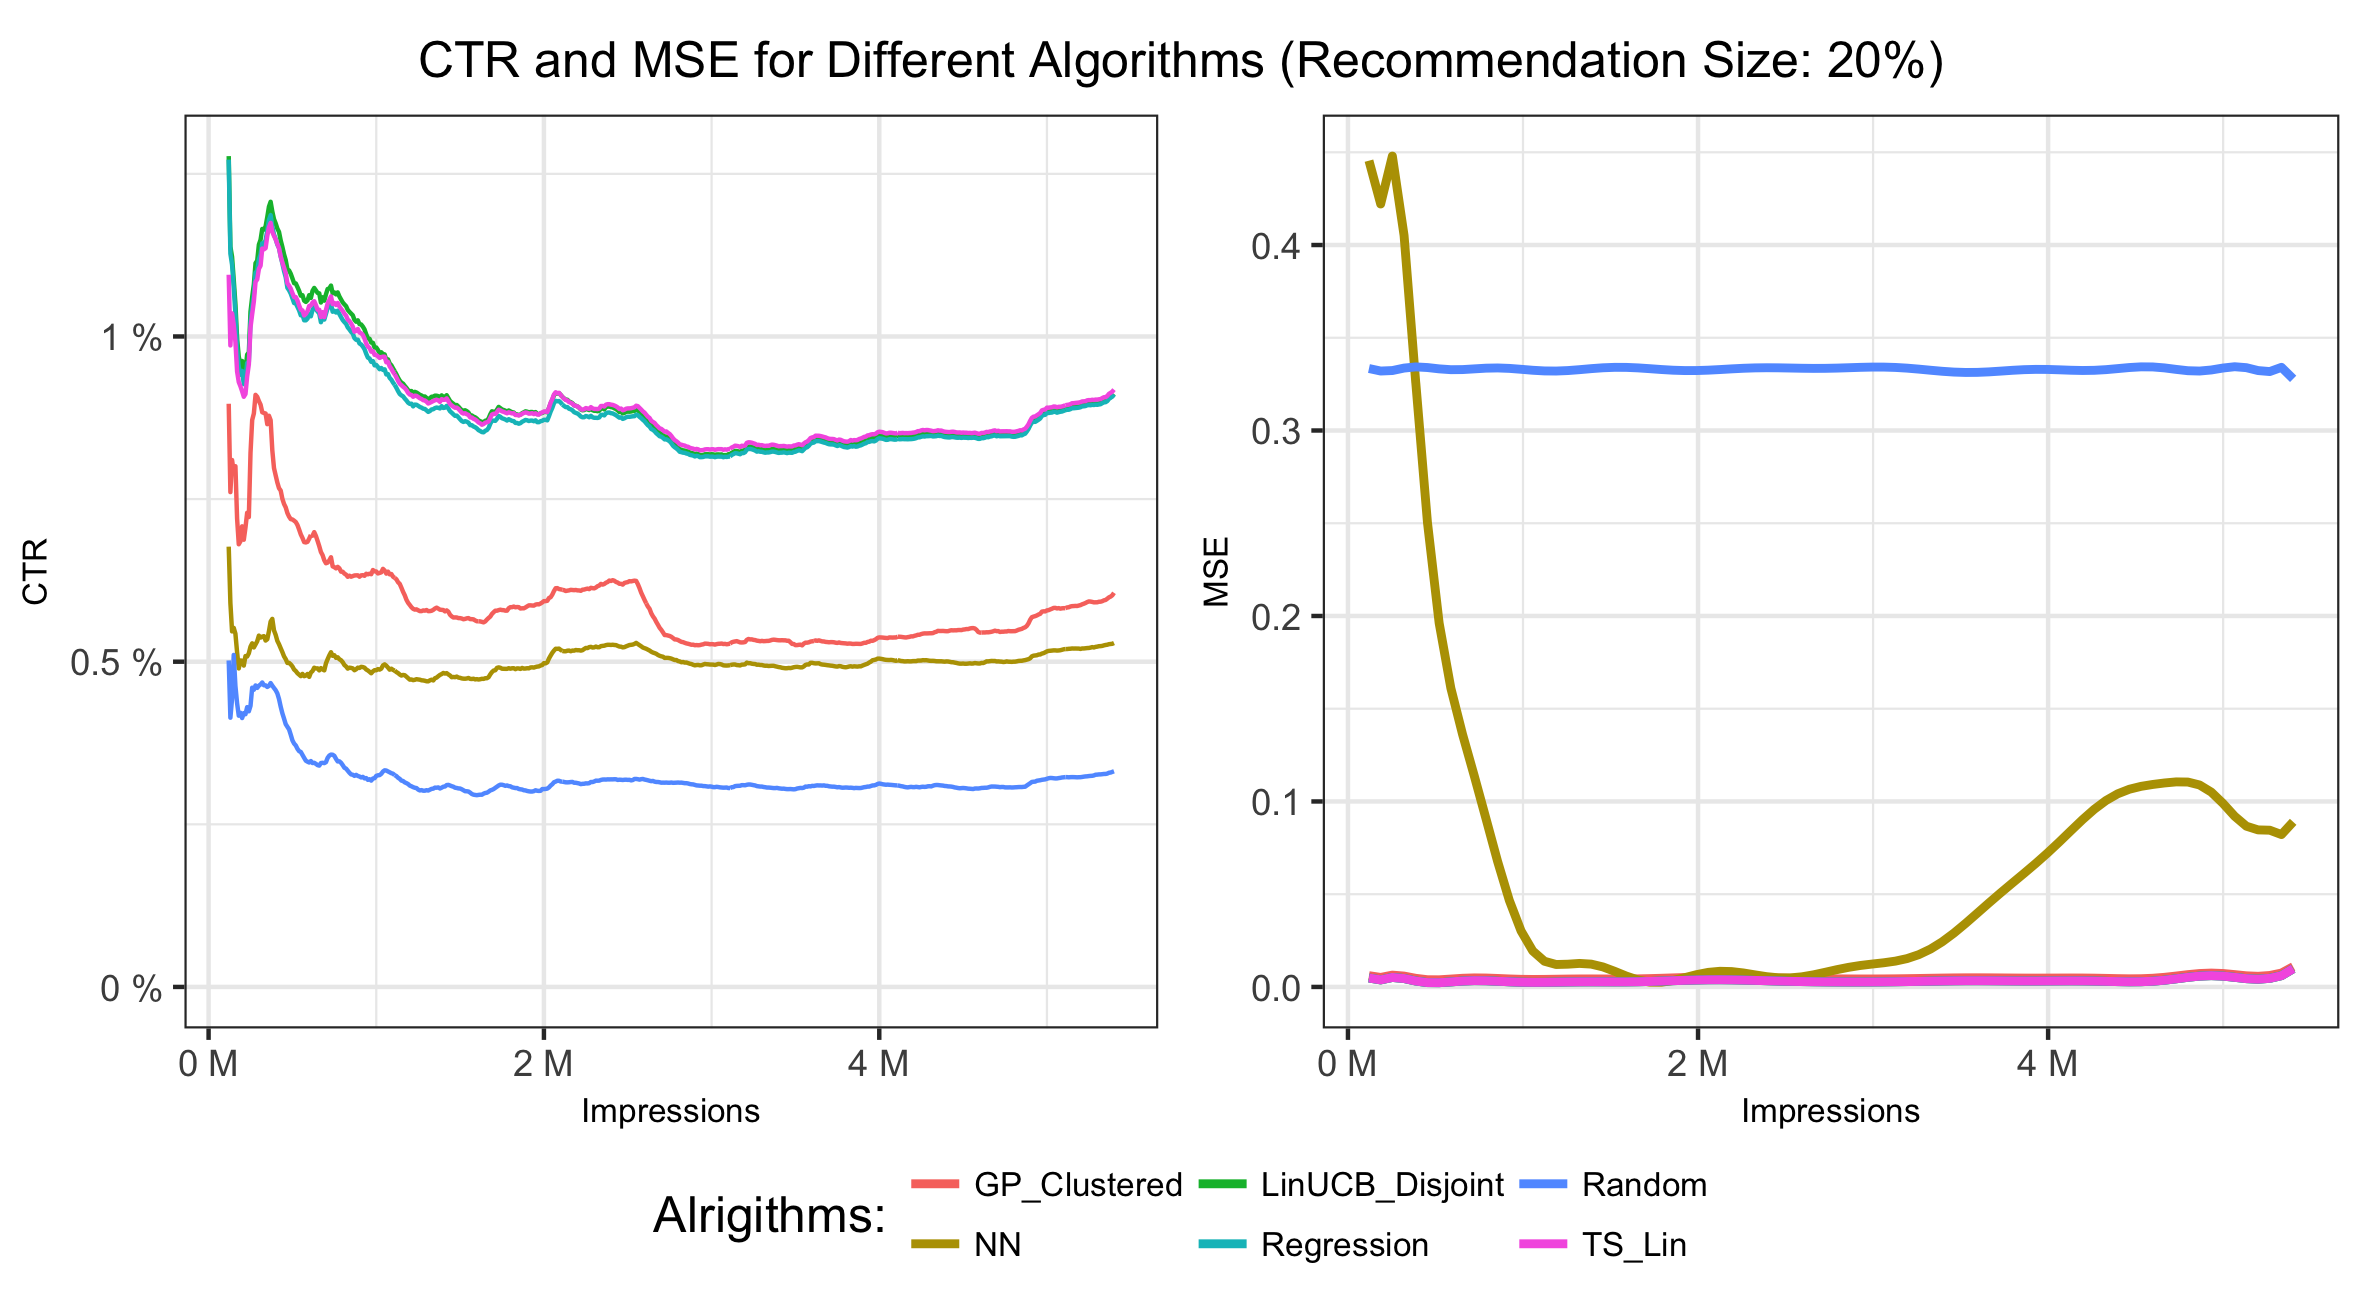 CTR and MSE for Different Algorithms (Recommendation Size: 20%)
CTR
1 %
0.5 %
0 %
0 M 2 M 4 M
Impressions
MSE
0.4
0.3
0.2
0.1
0.0
0 M 2 M 4 M
Impressions
Alrigithms:
GP_Clustered LinUCB_Disjoint Random
NN Regression TS_Lin